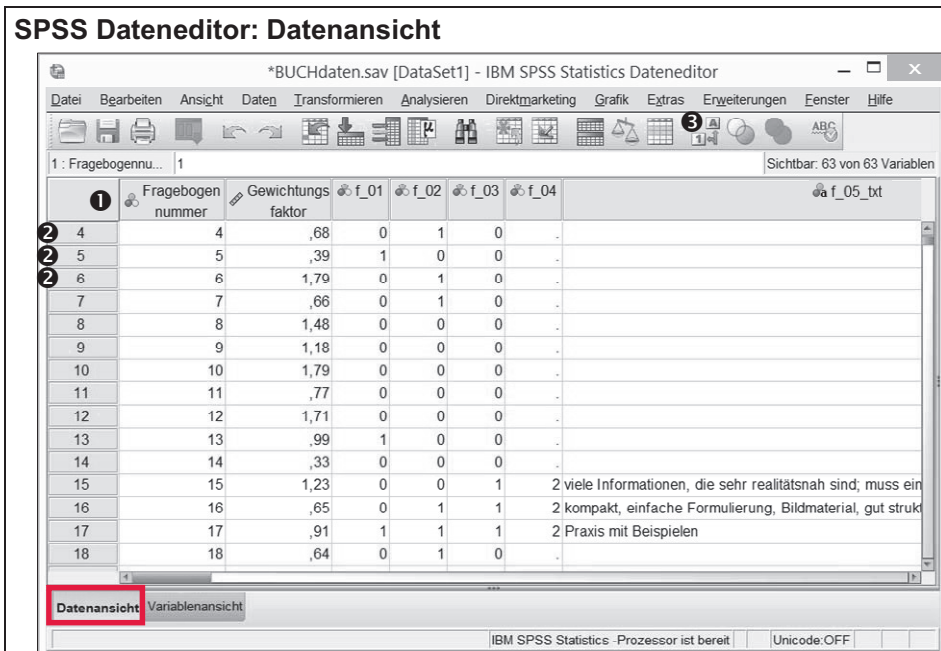 SPSS Dateneditor: Datenansicht
*BUCHdaten.sav [DataSet1] - IBM SPSS Statistics Dateneditor
Datei Bearbeiten Ansicht Daten Transformieren Analysieren Direktmarketing Grafik Extras Erweiterungen Fenster Hilfe
❸
1 : Fragebogennu... 1 Sichtbar: 63 von 63 Variablen
❶ Fragebogen nummer Gewichtungs faktor f_01 f_02 f_03 f_04 f_05_txt
❷ 4 4 ,68 0 1 0 .
❷ 5 5 ,39 1 0 0 .
❷ 6 6 1,79 0 1 0 .
7 7 ,66 0 1 0 .
8 8 1,48 0 0 0 .
9 9 1,18 0 0 0 .
10 10 1,79 0 0 0 .
11 11 ,77 0 0 0 .
12 12 1,71 0 0 0 .
13 13 ,99 1 0 0 .
14 14 ,33 0 0 0 .
15 15 1,23 0 0 1 2 viele Informationen, die sehr realitätsnah sind; muss ein
16 16 ,65 0 1 1 2 kompakt, einfache Formulierung, Bildmaterial, gut strukt
17 17 ,91 1 1 1 2 Praxis mit Beispielen
18 18 ,64 0 1 0 .
Datenansicht Variablenansicht
IBM SPSS Statistics -Prozessor ist bereit Unicode:OFF